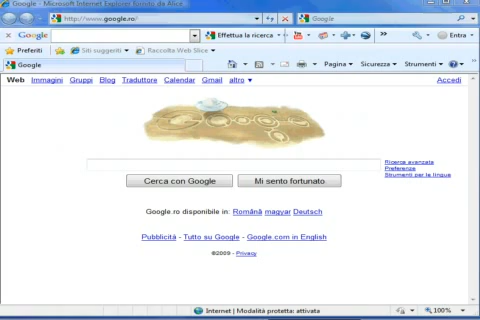 Google - Microsoft Internet Explorer fornito da Alice
http://www.google.ro/
Google
Google Effettua la ricerca Entra
Preferiti Siti suggeriti Raccolta Web Slice
Google Pagina Sicurezza Strumenti
Web Immagini Gruppi Blog Traduttore Calendar Gmail altro Accedi
Ricerca avanzata
Preferenze
Strumenti per le lingue
Cerca con Google Mi sento fortunato
Google.ro disponibile in: Română magyar Deutsch
Pubblicità - Tutto su Google - Google.com in English
©2009 - Privacy
Internet | Modalità protetta: attivata 100%